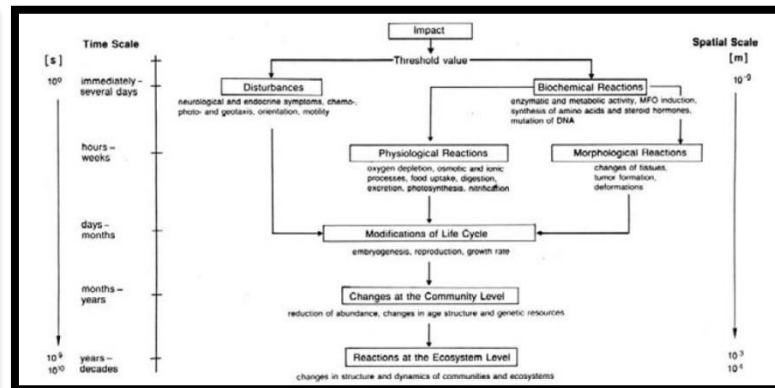 Impact
Time Scale
Spatial Scale
[s]
Threshold value
[m]
10⁰
immediately –
several days
Disturbances
Biochemical Reactions
10⁻⁹
neurological and endocrine symptoms, chemo-,
photo- and geotaxis, orientation, motility
enzymatic and metabolic activity, MFO induction,
synthesis of amino acids and steroid hormones,
mutation of DNA
hours –
weeks
Physiological Reactions
Morphological Reactions
oxygen depletion, osmotic and ionic
processes, food uptake, digestion,
excretion, photosynthesis, nitrification
changes of tissues,
tumor formation,
deformations
days –
months
Modifications of Life Cycle
embryogenesis, reproduction, growth rate
months –
years
Changes at the Community Level
reduction of abundance, changes in age structure and genetic resources
10⁹
10¹⁰
years –
decades
Reactions at the Ecosystem Level
10⁻³
changes in structure and dynamics of communities and ecosystems